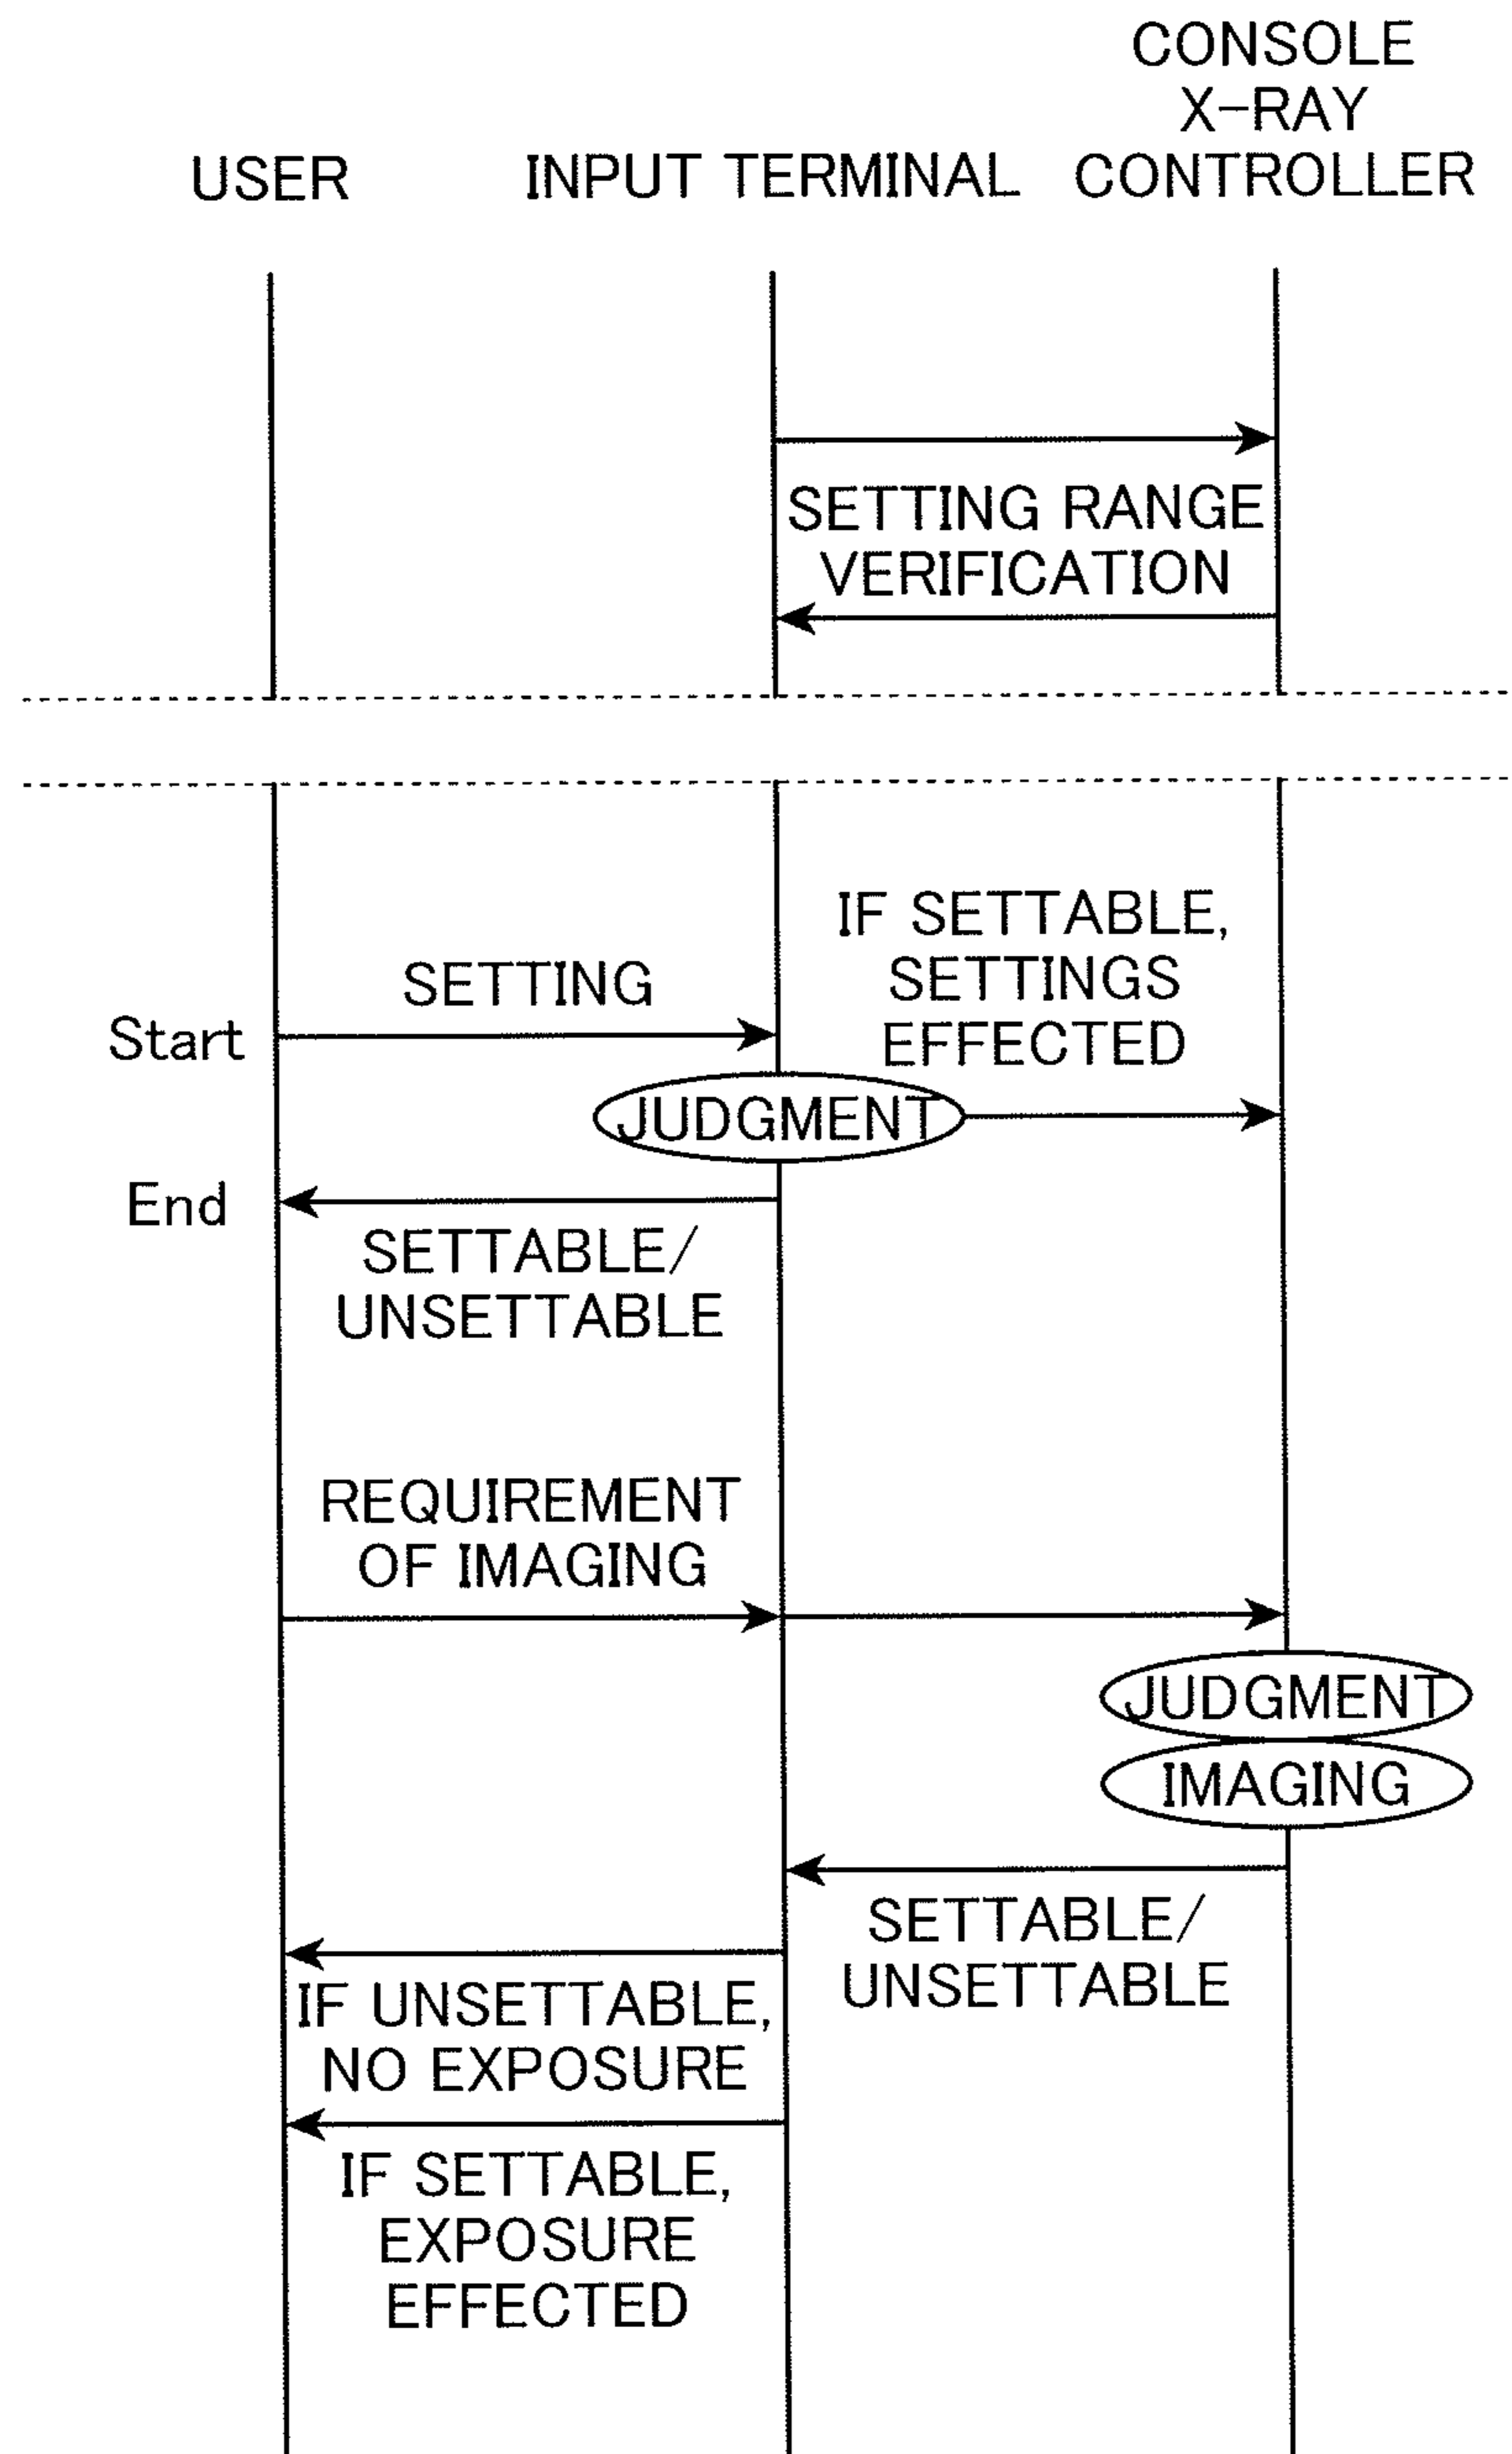 USER
INPUT TERMINAL
CONSOLE
X-RAY
CONTROLLER
SETTING RANGE
VERIFICATION
IF SETTABLE,
SETTINGS
EFFECTED
SETTING
Start
JUDGMENT
End
SETTABLE/
UNSETTABLE
REQUIREMENT
OF IMAGING
JUDGMENT
IMAGING
SETTABLE/
UNSETTABLE
IF UNSETTABLE,
NO EXPOSURE
IF SETTABLE,
EXPOSURE
EFFECTED